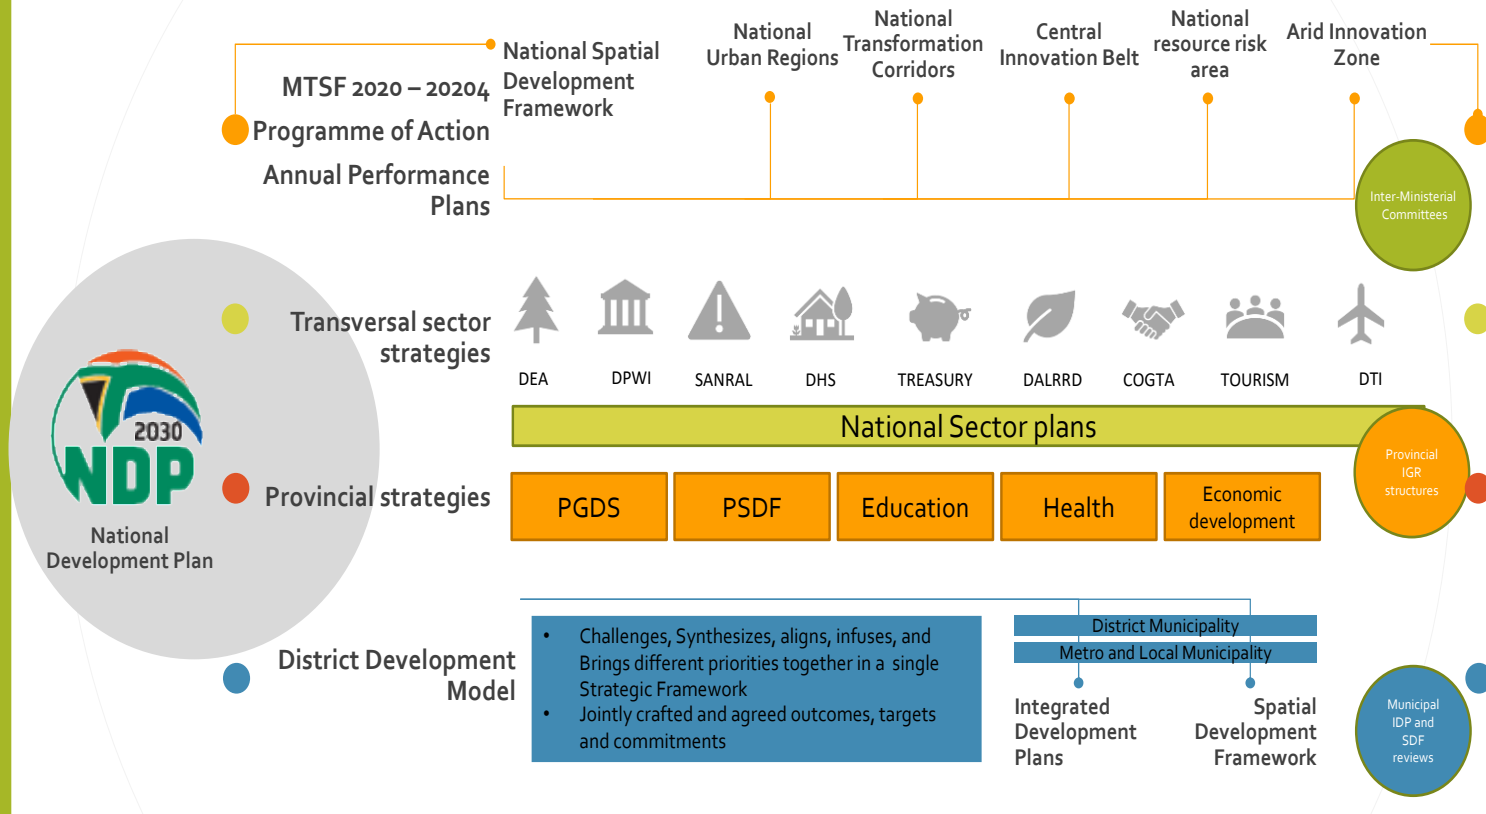 National Spatial
Development
Framework
National
Urban Regions
National
Transformation
Corridors
Central
Innovation Belt
National
resource risk
area
Arid Innovation
Zone
MTSF 2020 – 20204
Programme of Action
Annual Performance
Plans
Inter-Ministerial
Committees
Transversal sector
strategies
DEA
DPWI
SANRAL
DHS
TREASURY
DALRRD
COGTA
TOURISM
DTI
National Sector plans
2030
NDP
National
Development Plan
Provincial strategies
PGDS
PSDF
Education
Health
Economic
development
Provincial
IGR
structures
District Development
Model
• Challenges, Synthesizes, aligns, infuses, and
Brings different priorities together in a single
Strategic Framework
• Jointly crafted and agreed outcomes, targets
and commitments
District Municipality
Metro and Local Municipality
Integrated
Development
Plans
Spatial
Development
Framework
Municipal
IDP and
SDF
reviews